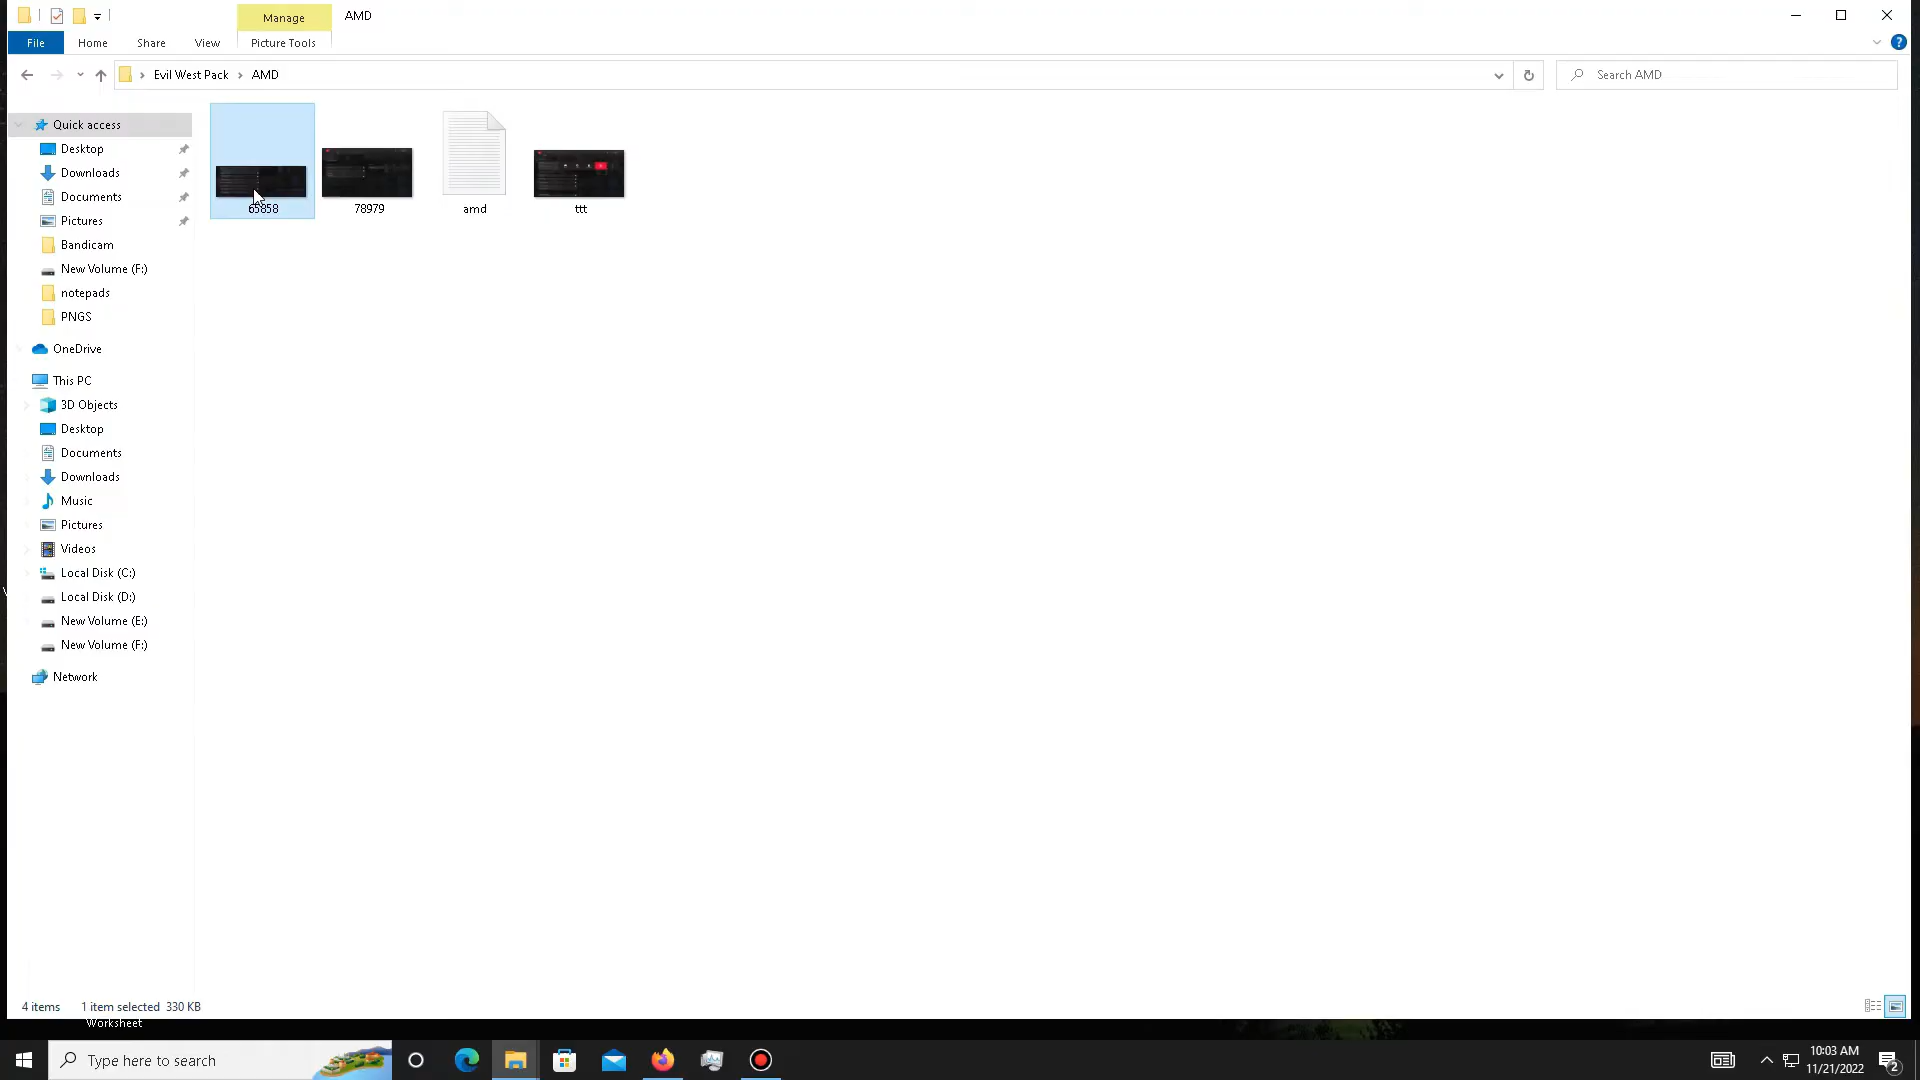 Manage
AMD
File
Home
Share
View
Picture Tools
Evil West Pack
AMD
Search AMD
Quick access
Desktop
Downloads
Documents
Pictures
Bandicam
New Volume (F:)
notepads
PNGS
OneDrive
This PC
3D Objects
Desktop
Documents
Downloads
Music
Pictures
Videos
Local Disk (C:)
Local Disk (D:)
New Volume (E:)
New Volume (F:)
Network
65858
78979
amd
ttt
4 items
1 item selected 330 KB
Worksheet
Type here to search
10:03 AM
11/21/2022
2